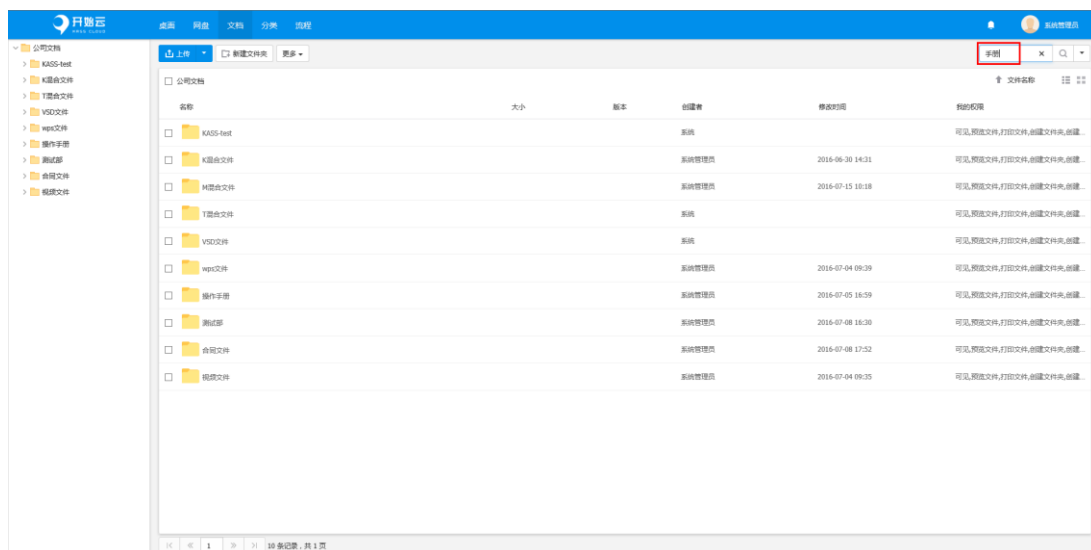 开始云 桌面 网盘 文档 分类 流程 系统管理员
公司文档
KASS-test
K混合文件
T混合文件
VSD文件
wps文件
操作手册
测试部
合同文件
视频文件
上传 新建文件夹 更多 手册
公司文档 文件名称
名称 大小 版本 创建者 修改时间 我的权限
KASS-test 系统 可见,预览文件,打印文件,创建文件夹,创建...
K混合文件 系统管理员 2016-06-30 14:31 可见,预览文件,打印文件,创建文件夹,创建...
M混合文件 系统管理员 2016-07-15 10:18 可见,预览文件,打印文件,创建文件夹,创建...
T混合文件 系统 可见,预览文件,打印文件,创建文件夹,创建...
VSD文件 系统 可见,预览文件,打印文件,创建文件夹,创建...
wps文件 系统管理员 2016-07-04 09:39 可见,预览文件,打印文件,创建文件夹,创建...
操作手册 系统管理员 2016-07-05 16:59 可见,预览文件,打印文件,创建文件夹,创建...
测试部 系统管理员 2016-07-08 16:30 可见,预览文件,打印文件,创建文件夹,创建...
合同文件 系统管理员 2016-07-08 17:52 可见,预览文件,打印文件,创建文件夹,创建...
视频文件 系统管理员 2016-07-04 09:35 可见,预览文件,打印文件,创建文件夹,创建...
1 10 条记录，共 1 页